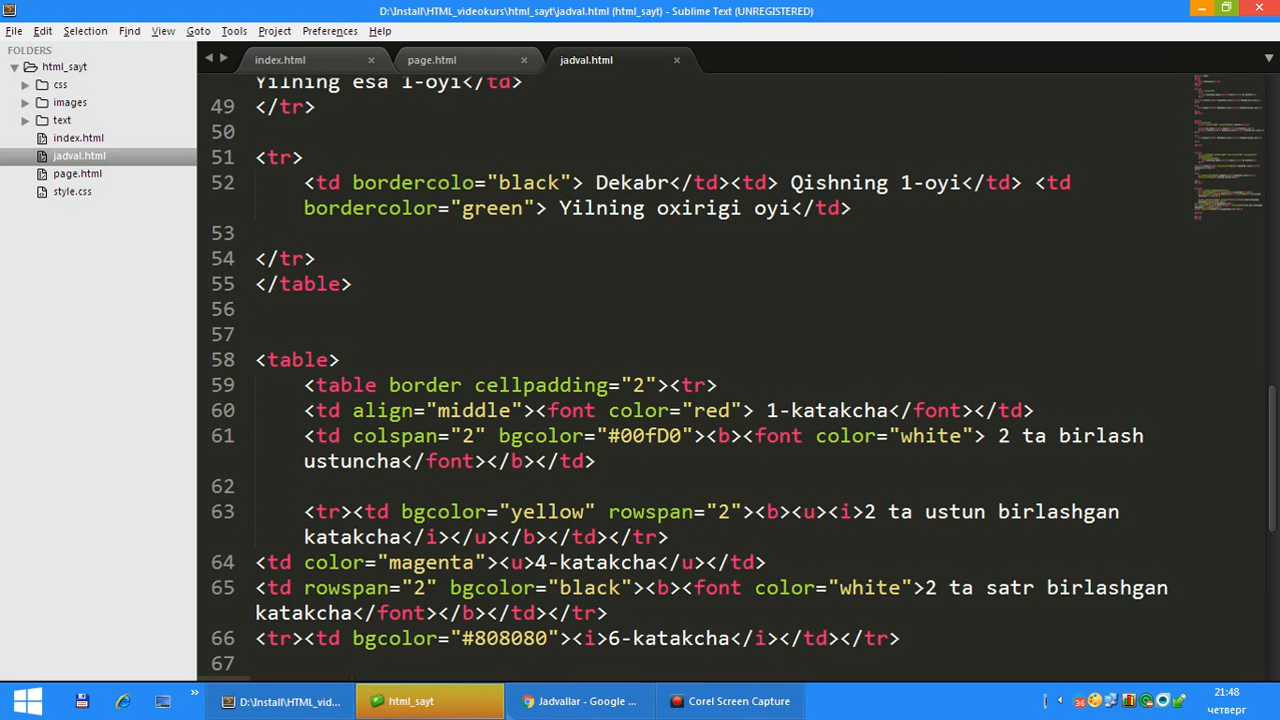 D:\Install\HTML_videokurs\html_sayt\jadval.html (html_sayt) - Sublime Text (UNREGISTERED)
File Edit Selection Find View Goto Tools Project Preferences Help
FOLDERS
html_sayt
css
images
text
index.html
jadval.html
page.html
style.css
index.html × page.html × jadval.html ×
Yilning esa 1-oyi</td>
49 </tr>
50
51 <tr>
52 <td bordercolo="black"> Dekabr</td><td> Qishning 1-oyi</td> <td
bordercolor="green"> Yilning oxirigi oyi</td>
53
54 </tr>
55 </table>
56
57
58 <table>
59 <table border cellpadding="2"><tr>
60 <td align="middle"><font color="red"> 1-katakcha</font></td>
61 <td colspan="2" bgcolor="#00fD0"><b><font color="white"> 2 ta birlash
ustuncha</font></b></td>
62
63 <tr><td bgcolor="yellow" rowspan="2"><b><u><i>2 ta ustun birlashgan
katakcha</i></u></b></td></tr>
64 <td color="magenta"><u>4-katakcha</u></td>
65 <td rowspan="2" bgcolor="black"><b><font color="white">2 ta satr birlashgan
katakcha</font></b></td></tr>
66 <tr><td bgcolor="#808080"><i>6-katakcha</i></td></tr>
67
D:\Install\HTML_vid... html_sayt Jadvallar - Google ... Corel Screen Capture
36
21:48
четверг